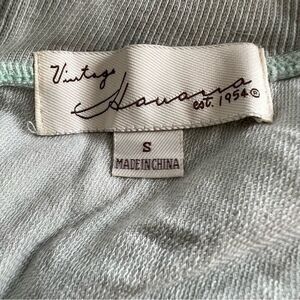 Vintage
Havana
est. 1954®
S
MADE IN CHINA